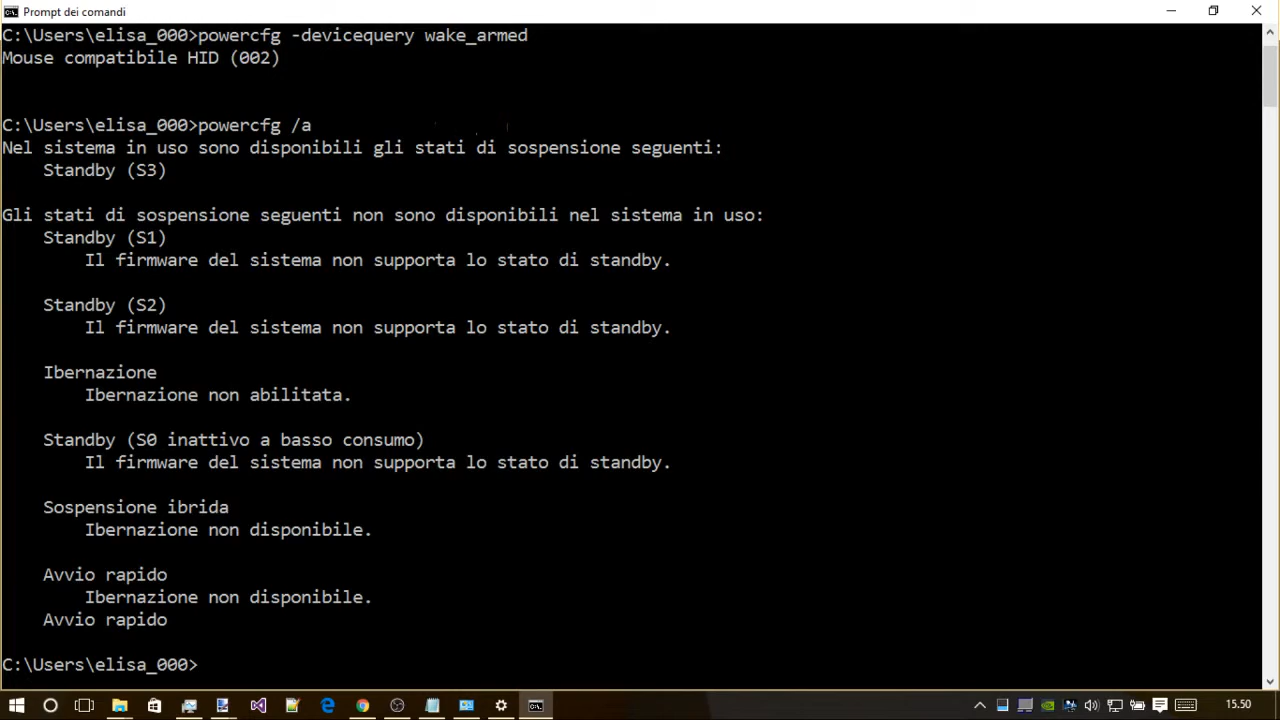 Prompt dei comandi
C:\Users\elisa_000>powercfg -devicequery wake_armed
Mouse compatibile HID (002)
C:\Users\elisa_000>powercfg /a
Nel sistema in uso sono disponibili gli stati di sospensione seguenti:
Standby (S3)
Gli stati di sospensione seguenti non sono disponibili nel sistema in uso:
Standby (S1)
Il firmware del sistema non supporta lo stato di standby.
Standby (S2)
Il firmware del sistema non supporta lo stato di standby.
Ibernazione
Ibernazione non abilitata.
Standby (S0 inattivo a basso consumo)
Il firmware del sistema non supporta lo stato di standby.
Sospensione ibrida
Ibernazione non disponibile.
Avvio rapido
Ibernazione non disponibile.
Avvio rapido
C:\Users\elisa_000>
15.50